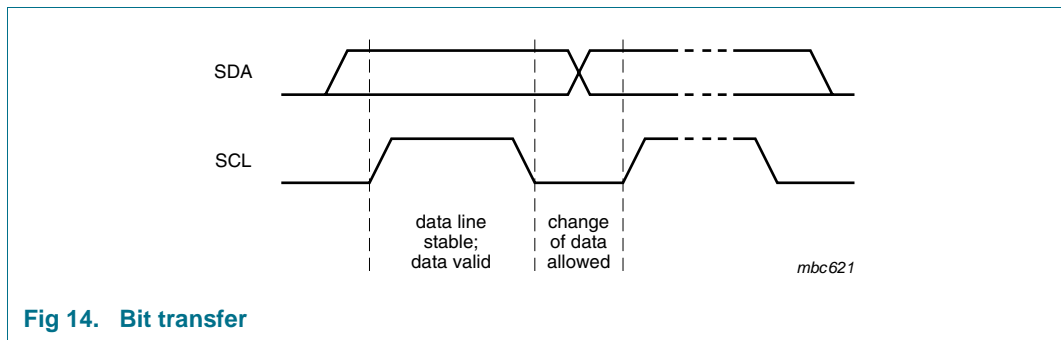 SDA
SCL
data line
stable;
data valid
change
of data
allowed
mbc621
Fig 14. Bit transfer